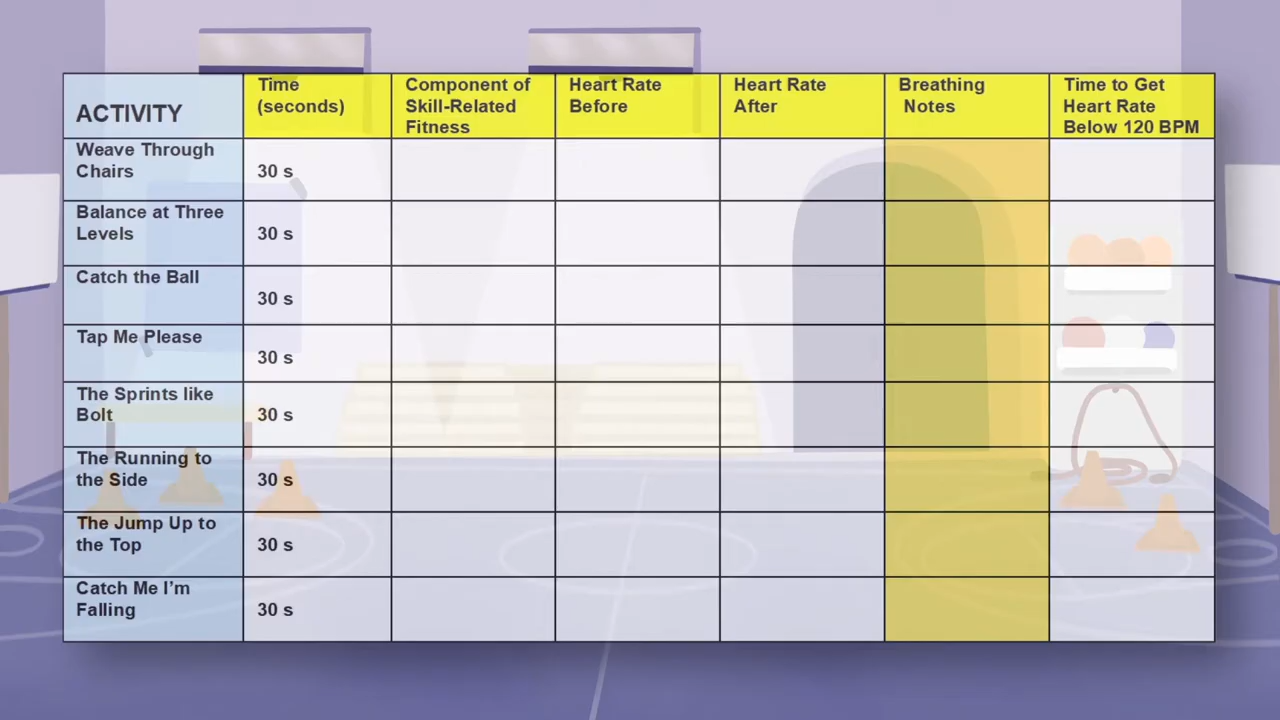 ACTIVITY
Time
(seconds)
Component of
Skill-Related
Fitness
Heart Rate
Before
Heart Rate
After
Breathing
Notes
Time to Get
Heart Rate
Below 120 BPM
Weave Through
Chairs
30 s
Balance at Three
Levels
30 s
Catch the Ball
30 s
Tap Me Please
30 s
The Sprints like
Bolt
30 s
The Running to
the Side
30 s
The Jump Up to
the Top
30 s
Catch Me I’m
Falling
30 s